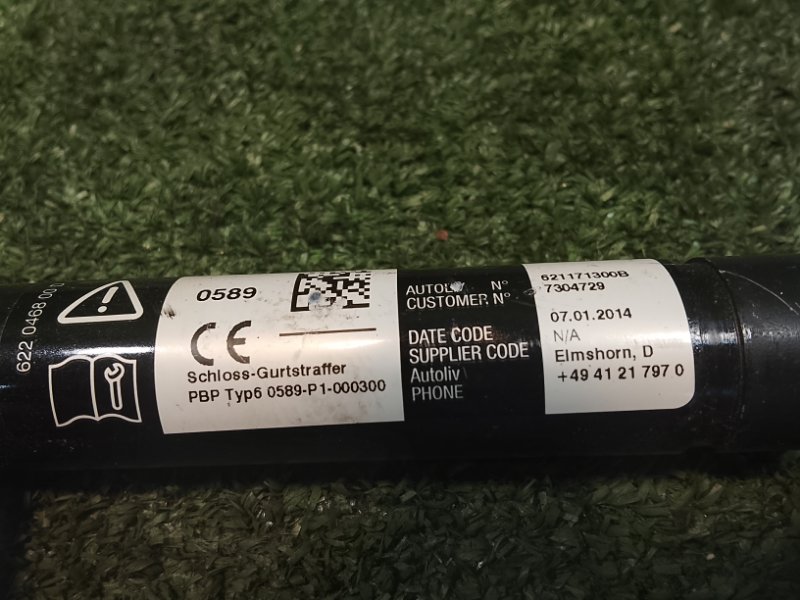 622 0468 00
0589
CE
Schloss-Gurtstraffer
PBP Typ6 0589-P1-000300
AUTOLIV N° 621171300B
CUSTOMER N° 7304729
DATE CODE 07.01.2014
SUPPLIER CODE N/A
Autoliv Elmshorn, D
PHONE +49 41 21 797 0